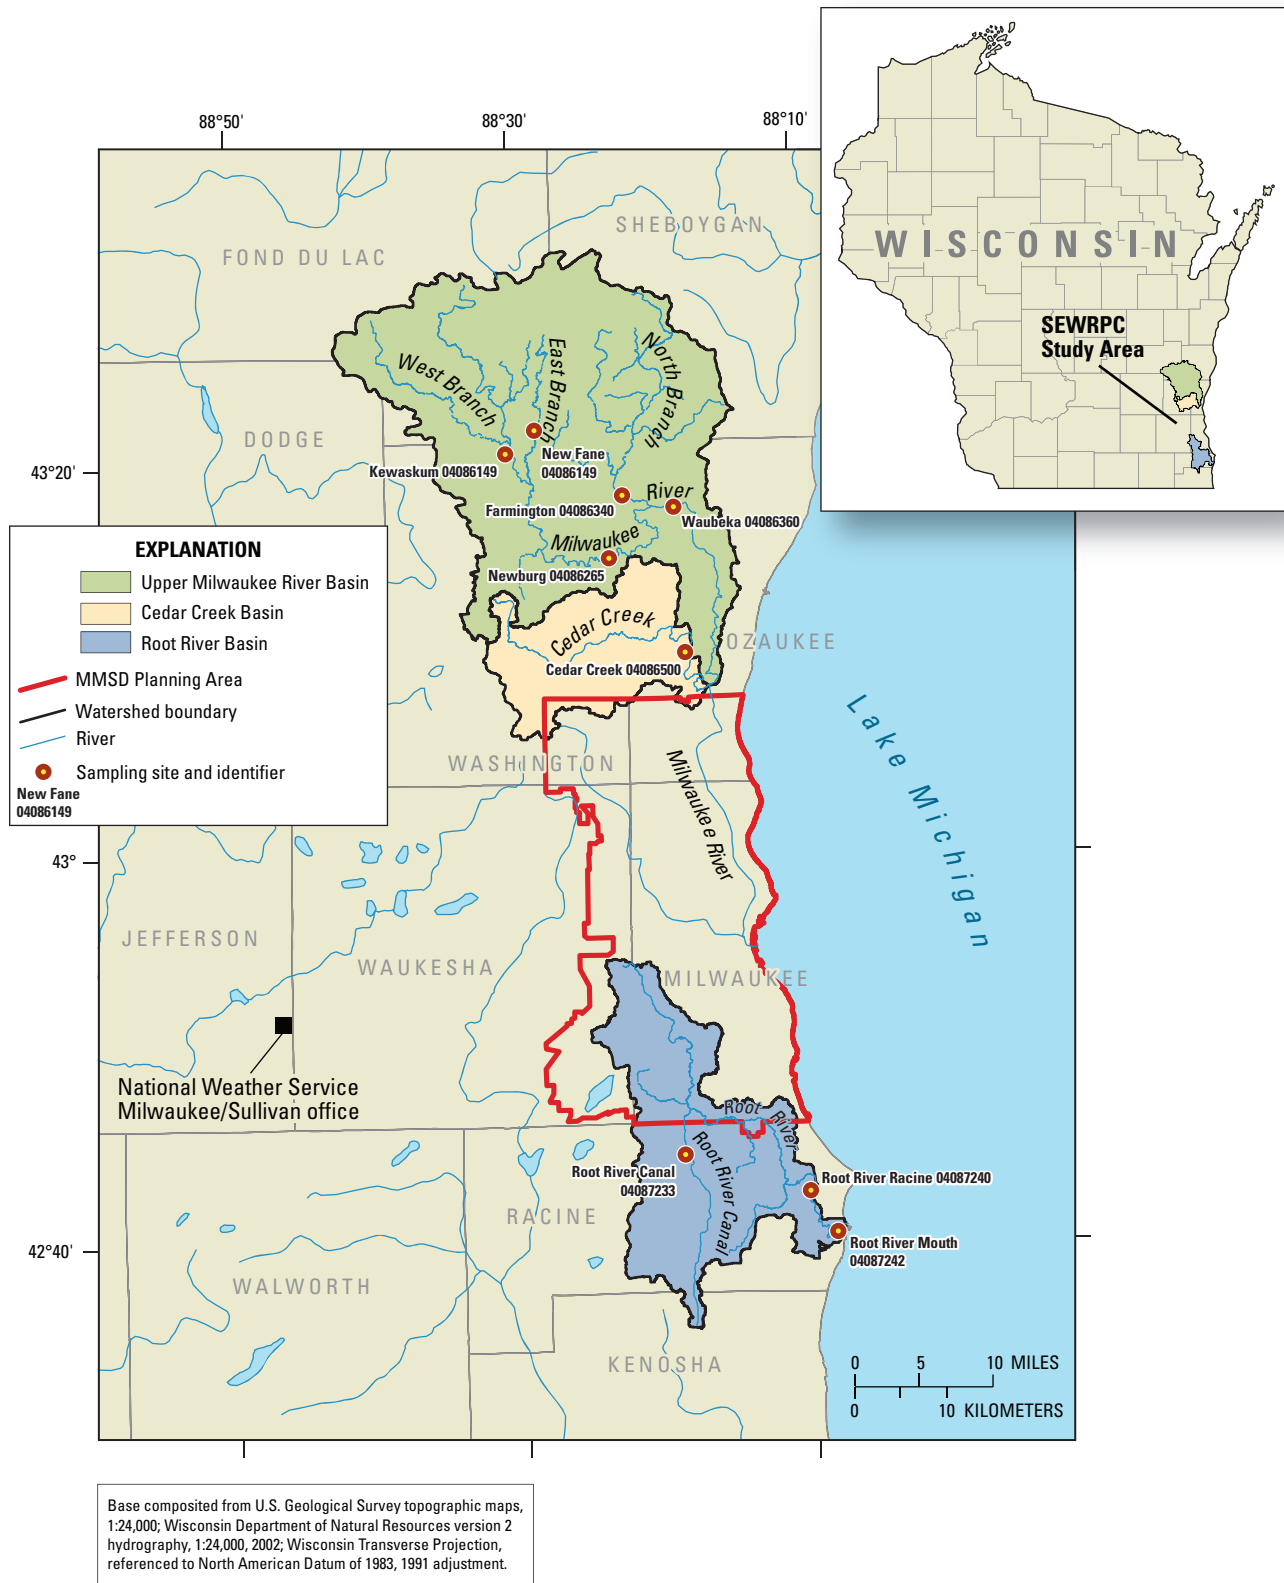 88°50'
88°30'
88°10'
WISCONSIN
SEWRPC
Study Area
FOND DU LAC
SHEBOYGAN
West Branch
East Branch
North Branch
DODGE
43°20'
Kewaskum 04086149
New Fane
04086149
Farmington 04086340
River
Waubeka 04086360
Milwaukee
Newburg 04086265
Cedar Creek
OZAUKEE
Cedar Creek 04086500
EXPLANATION
Upper Milwaukee River Basin
Cedar Creek Basin
Root River Basin
MMSD Planning Area
Watershed boundary
River
Sampling site and identifier
New Fane
04086149
WASHINGTON
Milwaukee River
Lake Michigan
43°
JEFFERSON
WAUKESHA
MILWAUKEE
National Weather Service
Milwaukee/Sullivan office
Root River
Root River Canal
Root River Canal
04087233
Root River Racine 04087240
RACINE
Root River Mouth
04087242
42°40'
WALWORTH
KENOSHA
0 5 10 MILES
0 10 KILOMETERS
Base composited from U.S. Geological Survey topographic maps,
1:24,000; Wisconsin Department of Natural Resources version 2
hydrography, 1:24,000, 2002; Wisconsin Transverse Projection,
referenced to North American Datum of 1983, 1991 adjustment.